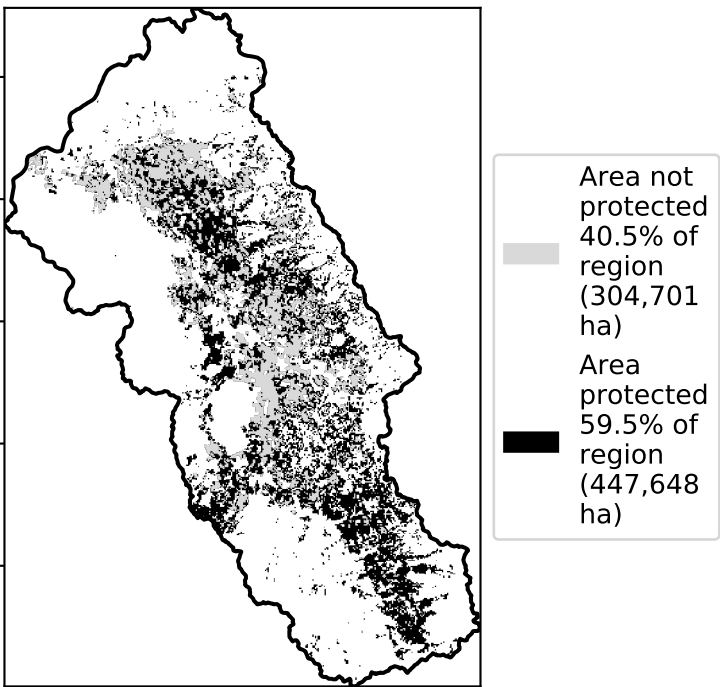 Area not
protected
40.5% of
region
(304,701
ha)
Area
protected
59.5% of
region
(447,648
ha)